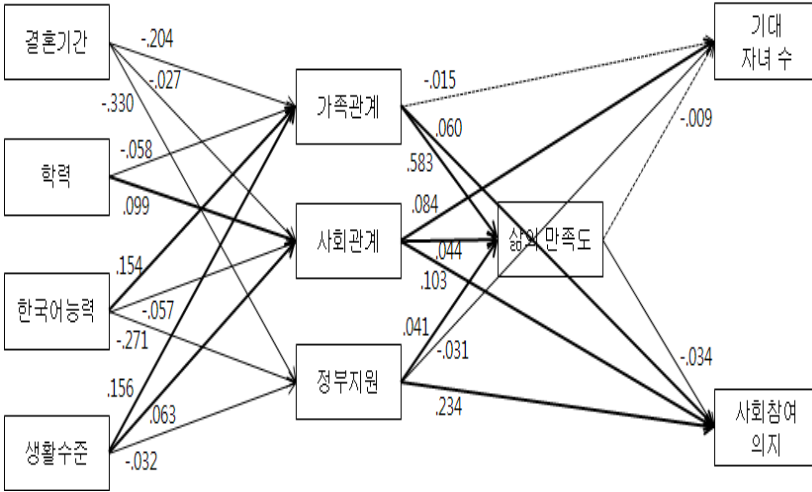 결혼기간
학력
한국어능력
생활수준
가족관계
사회관계
정부지원
삶의 만족도
기대
자녀 수
사회참여
의지
-.204
-.027
-.330
-.058
.099
.154
-.057
-.271
.156
.063
-.032
-.015
.060
.583
.084
.044
.103
.041
-.031
.234
-.009
-.034